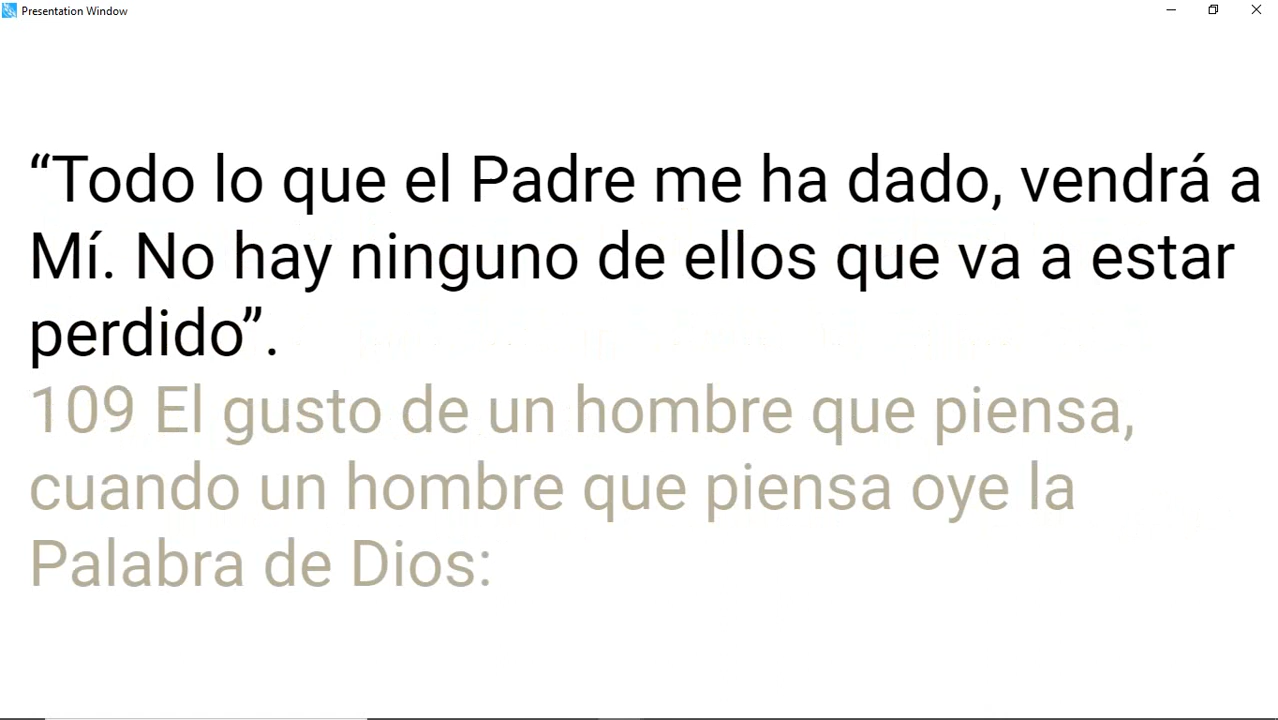 Presentation Window
“Todo lo que el Padre me ha dado, vendrá a
Mí. No hay ninguno de ellos que va a estar
perdido”.
109 El gusto de un hombre que piensa,
cuando un hombre que piensa oye la
Palabra de Dios: